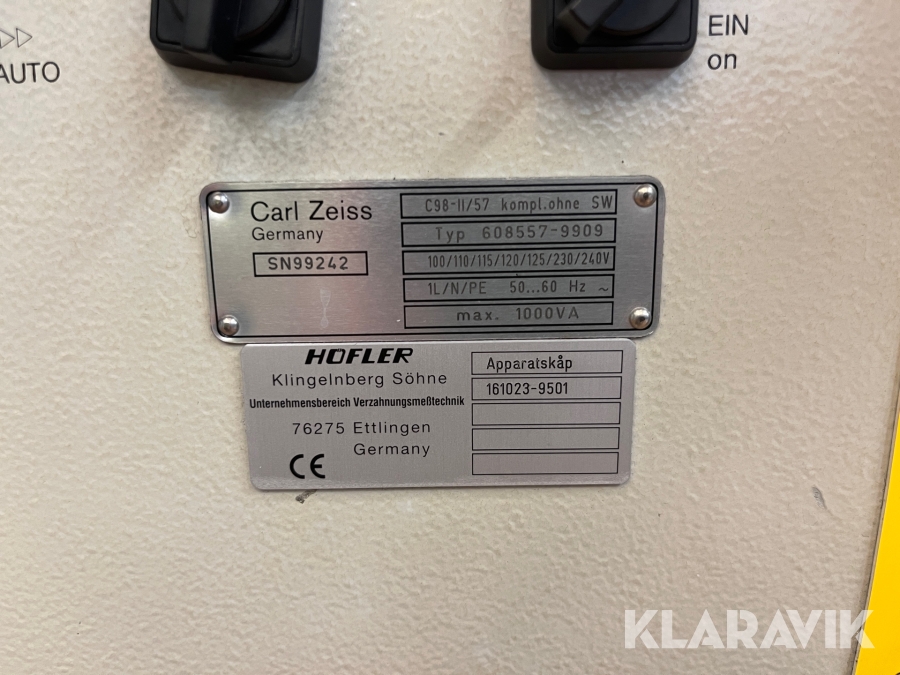 AUTO
EIN
on
Carl Zeiss
Germany
SN99242
C98-II/57 kompl.ohne SW
Typ 608557-9909
100/110/115/120/125/230/240V
1L/N/PE 50...60 Hz ~
max. 1000VA
HÖFLER
Klingelnberg Söhne
Unternehmensbereich Verzahnungsmeßtechnik
76275 Ettlingen
Germany
CE
Apparatskåp
161023-9501
KLARAVIK